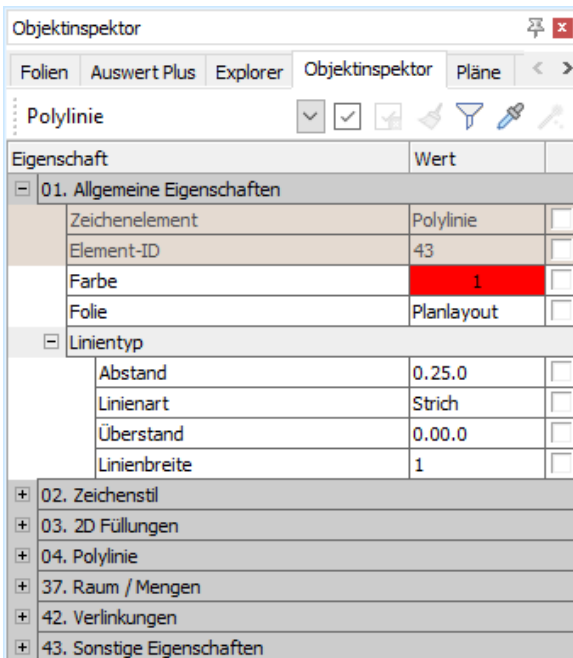 Objektinspektor
Folien Auswert Plus Explorer Objektinspektor Pläne
Polylinie
Eigenschaft Wert
01. Allgemeine Eigenschaften
Zeichenelement Polylinie
Element-ID 43
Farbe 1
Folie Planlayout
Linientyp
Abstand 0.25.0
Linienart Strich
Überstand 0.00.0
Linienbreite 1
02. Zeichenstil
03. 2D Füllungen
04. Polylinie
37. Raum / Mengen
42. Verlinkungen
43. Sonstige Eigenschaften